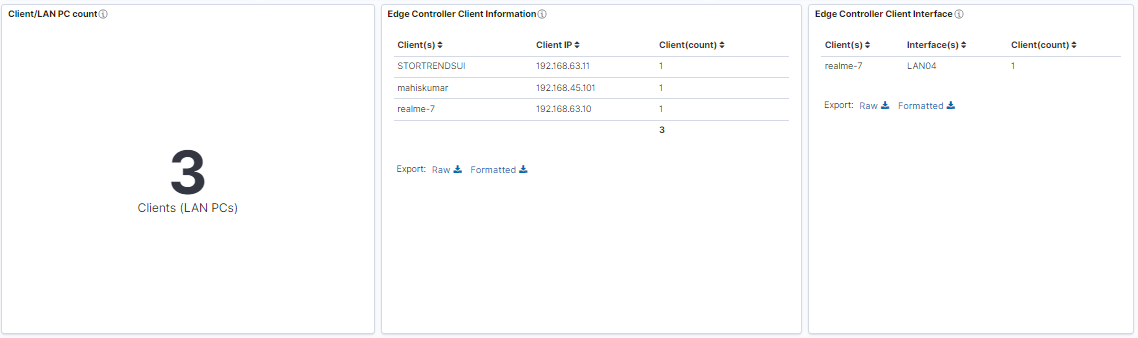 Client/LAN PC count
3
Clients (LAN PCs)
Edge Controller Client Information
Client(s) Client IP Client(count)
STORTRENDSUI 192.168.63.11 1
mahiskumar 192.168.45.101 1
realme-7 192.168.63.10 1
3
Export: Raw Formatted
Edge Controller Client Interface
Client(s) Interface(s) Client(count)
realme-7 LAN04 1
Export: Raw Formatted